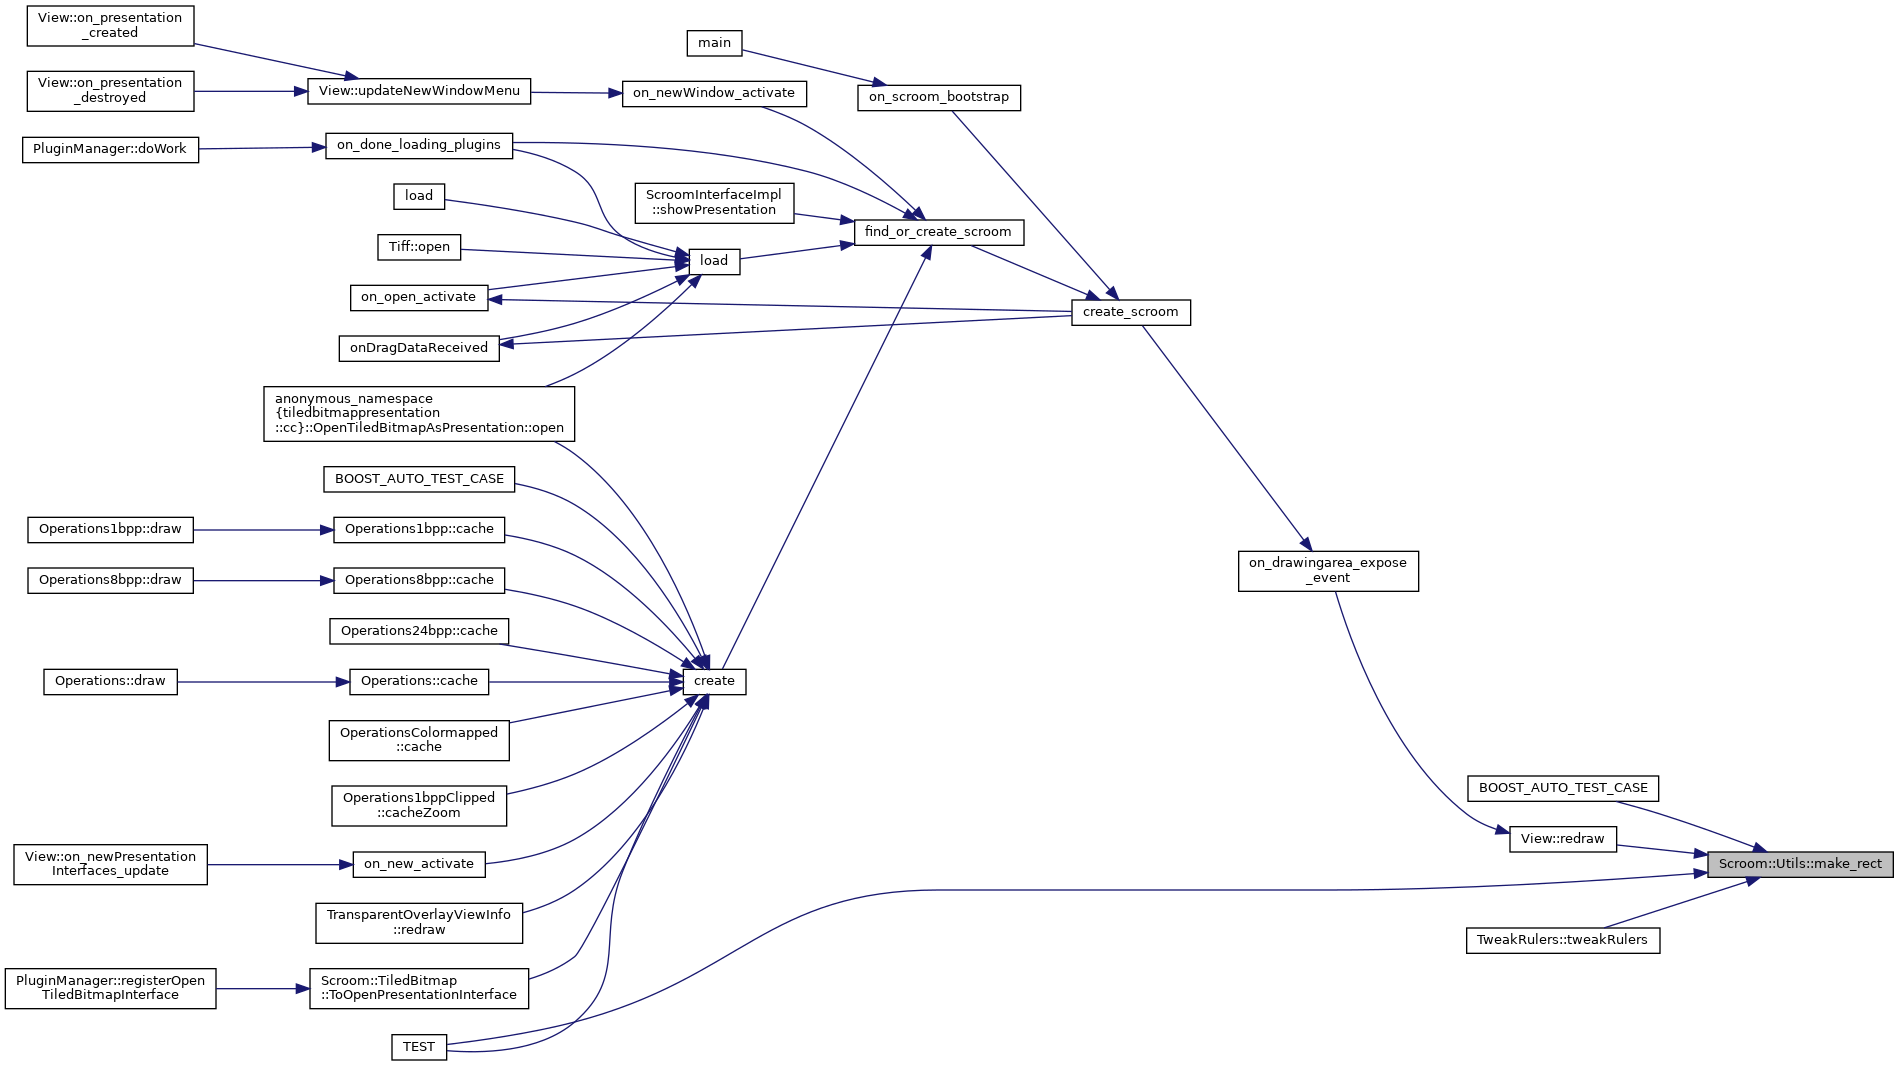 View::on_presentation
_created
main
View::on_presentation
_destroyed
View::updateNewWindowMenu
on_newWindow_activate
on_scroom_bootstrap
PluginManager::doWork
on_done_loading_plugins
load
ScroomInterfaceImpl
::showPresentation
find_or_create_scroom
Tiff::open
load
on_open_activate
create_scroom
onDragDataReceived
anonymous_namespace
{tiledbitmappresentation
::cc}::OpenTiledBitmapAsPresentation::open
BOOST_AUTO_TEST_CASE
Operations1bpp::draw
Operations1bpp::cache
on_drawingarea_expose
_event
Operations8bpp::draw
Operations8bpp::cache
Operations24bpp::cache
Operations::draw
Operations::cache
create
OperationsColormapped
::cache
Operations1bppClipped
::cacheZoom
BOOST_AUTO_TEST_CASE
View::redraw
View::on_newPresentation
Interfaces_update
on_new_activate
Scroom::Utils::make_rect
TransparentOverlayViewInfo
::redraw
TweakRulers::tweakRulers
PluginManager::registerOpen
TiledBitmapInterface
Scroom::TiledBitmap
::ToOpenPresentationInterface
TEST